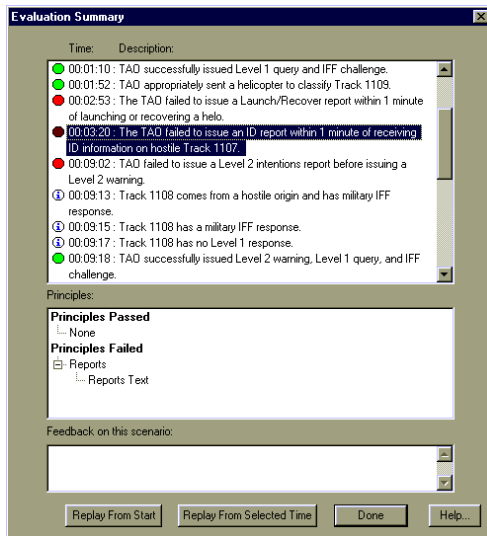 Evaluation Summary
Time: Description:
00:01:10 : TAO successfully issued Level 1 query and IFF challenge.
00:01:52 : TAO appropriately sent a helicopter to classify Track 1109.
00:02:53 : The TAO failed to issue a Launch/Recover report within 1 minute
of launching or recovering a helo.
00:03:20 : The TAO failed to issue an ID report within 1 minute of receiving
ID information on hostile Track 1107.
00:09:02 : TAO failed to issue a Level 2 intentions report before issuing a
Level 2 warning.
00:09:13 : Track 1108 comes from a hostile origin and has military IFF
response.
00:09:15 : Track 1108 has a military IFF response.
00:09:17 : Track 1108 has no Level 1 response.
00:09:18 : TAO successfully issued Level 2 warning, Level 1 query, and IFF
challenge.
Principles:
Principles Passed
None
Principles Failed
Reports
Reports Text
Feedback on this scenario:
Replay From Start Replay From Selected Time Done Help...